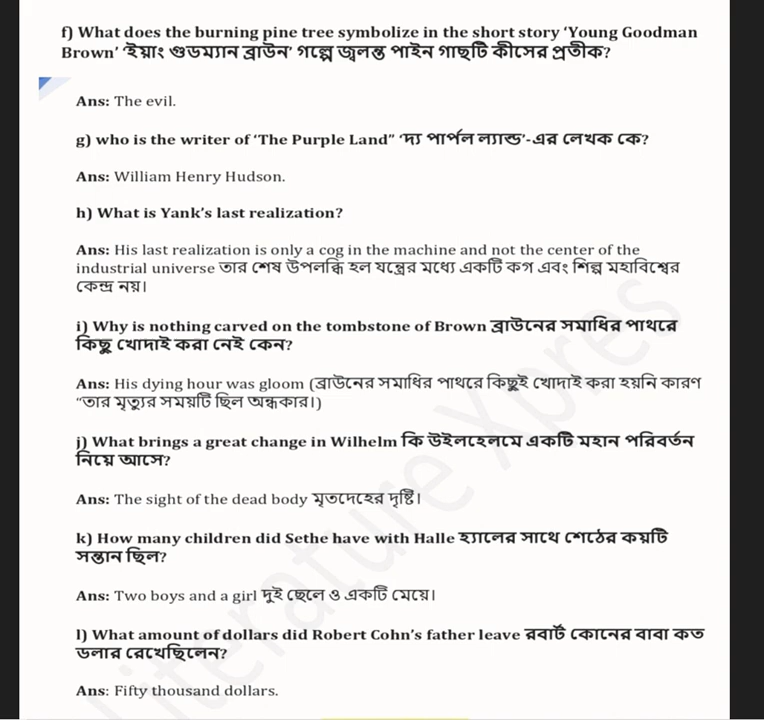 f) What does the burning pine tree symbolize in the short story ‘Young Goodman
Brown’ ‘ইয়াং গুডম্যান ব্রাউন’ গল্পে জ্বলন্ত পাইন গাছটি কীসের প্রতীক?
Ans: The evil.
g) who is the writer of ‘The Purple Land” ‘দ্য পার্পল ল্যান্ড’-এর লেখক কে?
Ans: William Henry Hudson.
h) What is Yank’s last realization?
Ans: His last realization is only a cog in the machine and not the center of the
industrial universe তার শেষ উপলব্ধি হল যন্ত্রের মধ্যে একটি কগ এবং শিল্প মহাবিশ্বের
কেন্দ্র নয়।
i) Why is nothing carved on the tombstone of Brown ব্রাউনের সমাধির পাথরে
কিছু খোদাই করা নেই কেন?
Ans: His dying hour was gloom (ব্রাউনের সমাধির পাথরে কিছুই খোদাই করা হয়নি কারণ
“তার মৃত্যুর সময়টি ছিল অন্ধকার।)
j) What brings a great change in Wilhelm কি উইলহেলমে একটি মহান পরিবর্তন
নিয়ে আসে?
Ans: The sight of the dead body মৃতদেহের দৃষ্টি।
k) How many children did Sethe have with Halle হ্যালের সাথে শেঠের কয়টি
সন্তান ছিল?
Ans: Two boys and a girl দুই ছেলে ও একটি মেয়ে।
l) What amount of dollars did Robert Cohn’s father leave রবার্ট কোনের বাবা কত
ডলার রেখেছিলেন?
Ans: Fifty thousand dollars.
Literature Xpres